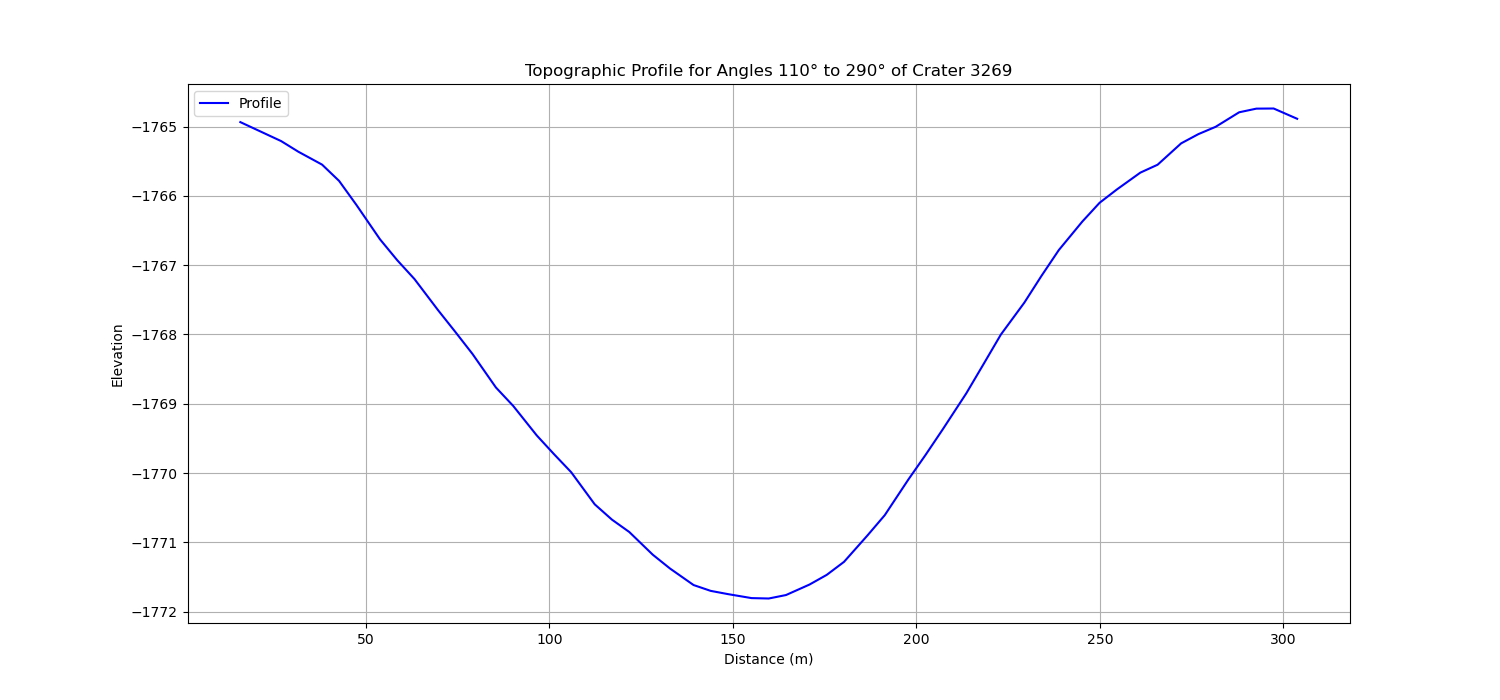 Topographic Profile for Angles 110° to 290° of Crater 3269
Profile
−1765
−1766
−1767
−1768
−1769
−1770
−1771
−1772
Elevation
50 100 150 200 250 300
Distance (m)